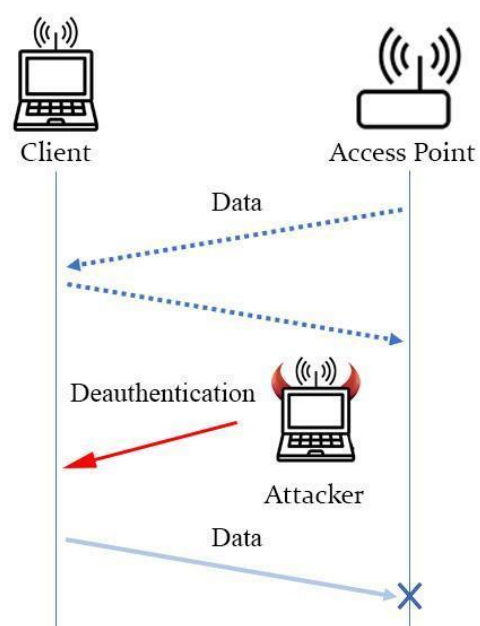 Client
Access Point
Data
Deauthentication
Attacker
Data